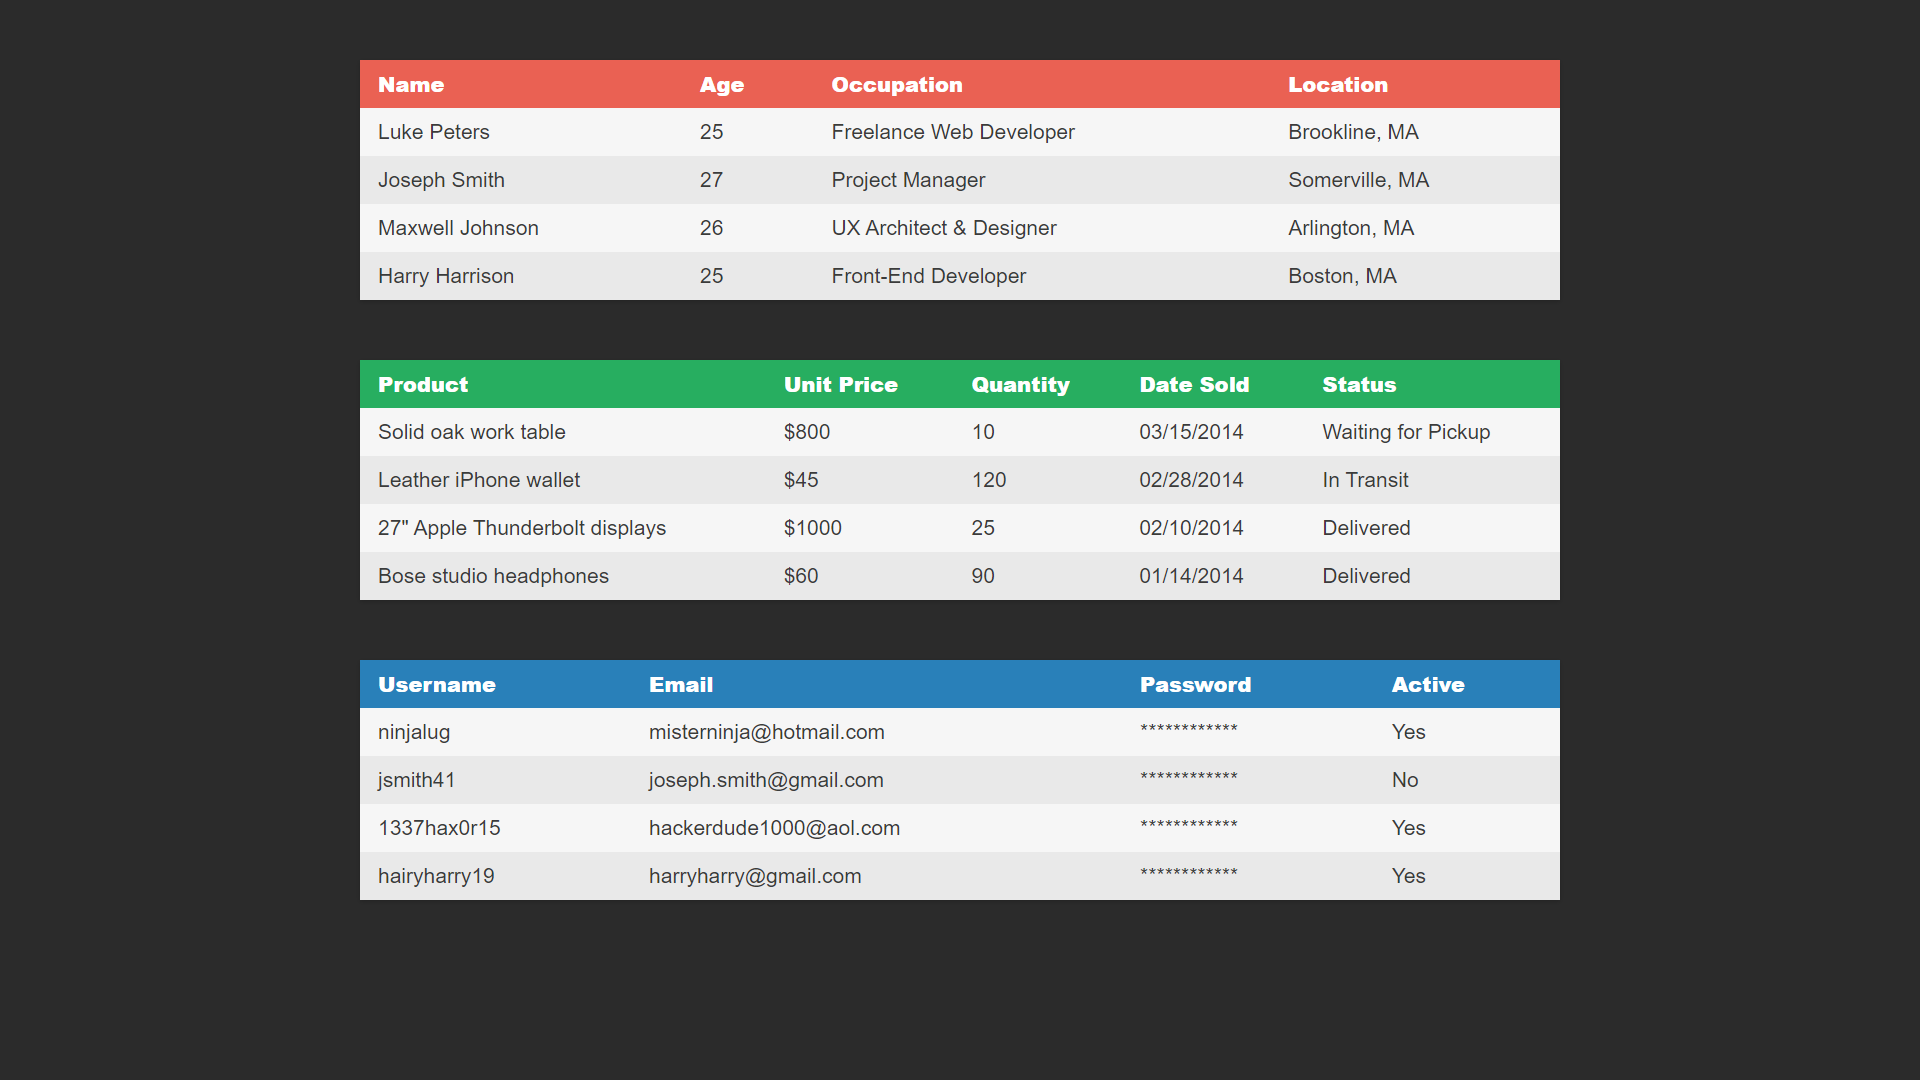 Name Age Occupation Location
Luke Peters 25 Freelance Web Developer Brookline, MA
Joseph Smith 27 Project Manager Somerville, MA
Maxwell Johnson 26 UX Architect & Designer Arlington, MA
Harry Harrison 25 Front-End Developer Boston, MA
Product Unit Price Quantity Date Sold Status
Solid oak work table $800 10 03/15/2014 Waiting for Pickup
Leather iPhone wallet $45 120 02/28/2014 In Transit
27" Apple Thunderbolt displays $1000 25 02/10/2014 Delivered
Bose studio headphones $60 90 01/14/2014 Delivered
Username Email Password Active
ninjalug misterninja@hotmail.com ************ Yes
jsmith41 joseph.smith@gmail.com ************ No
1337hax0r15 hackerdude1000@aol.com ************ Yes
hairyharry19 harryharry@gmail.com ************ Yes